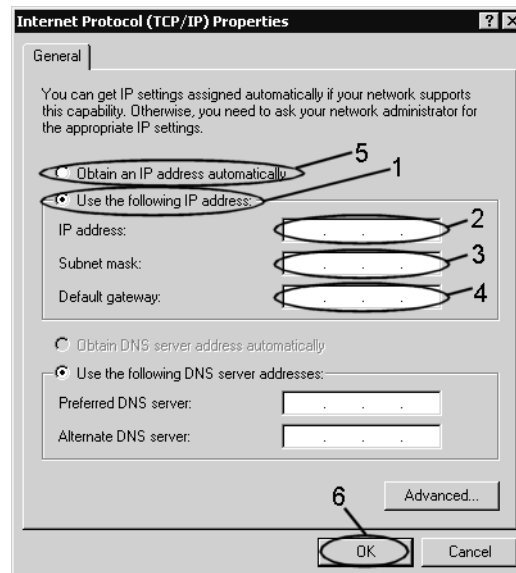 Internet Protocol (TCP/IP) Properties
? X
General
You can get IP settings assigned automatically if your network supports
this capability. Otherwise, you need to ask your network administrator for
the appropriate IP settings.
5
Obtain an IP address automatically
1
Use the following IP address:
IP address:
2
Subnet mask:
3
Default gateway:
4
Obtain DNS server address automatically
Use the following DNS server addresses:
Preferred DNS server:
Alternate DNS server:
Advanced...
6
OK
Cancel